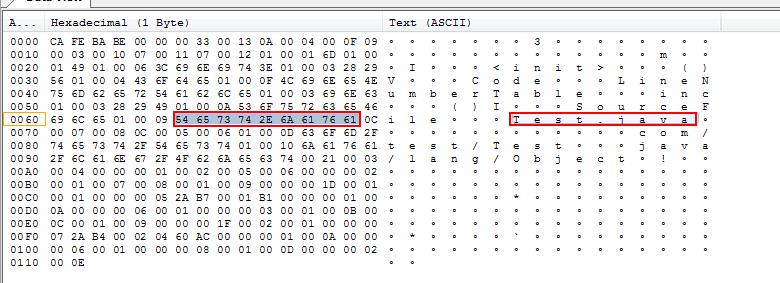 A... Hexadecimal (1 Byte) Text (ASCII)
0000 CA FE BA BE 00 00 00 33 00 13 0A 00 04 00 0F 09 3
0010 00 03 00 10 07 00 11 07 00 12 01 00 01 6D 01 00 m
0020 01 49 01 00 06 3C 69 6E 69 74 3E 01 00 03 28 29 I < i n i t > ( )
0030 56 01 00 04 43 6F 64 65 01 00 0F 4C 69 6E 65 4E V C o d e L i n e N
0040 75 6D 62 65 72 54 61 62 6C 65 01 00 03 69 6E 63 u m b e r T a b l e i n c
0050 01 00 03 28 29 49 01 00 0A 53 6F 75 72 63 65 46 ( ) I S o u r c e F
0060 69 6C 65 01 00 09 54 65 73 74 2E 6A 61 76 61 0C i l e T e s t . j a v a
0070 00 07 00 08 0C 00 05 00 06 01 00 0D 63 6F 6D 2F c o m /
0080 74 65 73 74 2F 54 65 73 74 01 00 10 6A 61 76 61 t e s t / T e s t j a v a
0090 2F 6C 61 6E 67 2F 4F 62 6A 65 63 74 00 21 00 03 / l a n g / O b j e c t !
00A0 00 04 00 00 00 01 00 02 00 05 00 06 00 00 00 02
00B0 00 01 00 07 00 08 00 01 00 09 00 00 00 1D 00 01
00C0 00 01 00 00 00 05 2A B7 00 01 B1 00 00 00 01 00 *
00D0 0A 00 00 00 06 00 01 00 00 00 03 00 01 00 0B 00
00E0 0C 00 01 00 09 00 00 00 1F 00 02 00 01 00 00 00
00F0 07 2A B4 00 02 04 60 AC 00 00 00 01 00 0A 00 00 * `
0100 00 06 00 01 00 00 00 08 00 01 00 0D 00 00 00 02
0110 00 0E